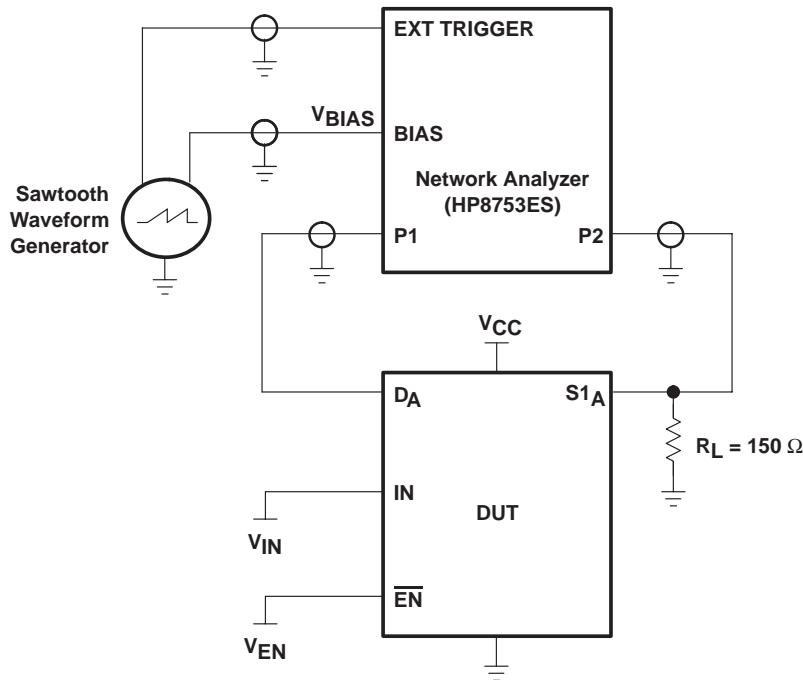 EXT TRIGGER
VBIAS
BIAS
Network Analyzer
(HP8753ES)
Sawtooth
Waveform
Generator
P1
P2
VCC
DA
S1A
RL = 150 Ω
IN
DUT
VIN
EN
VEN